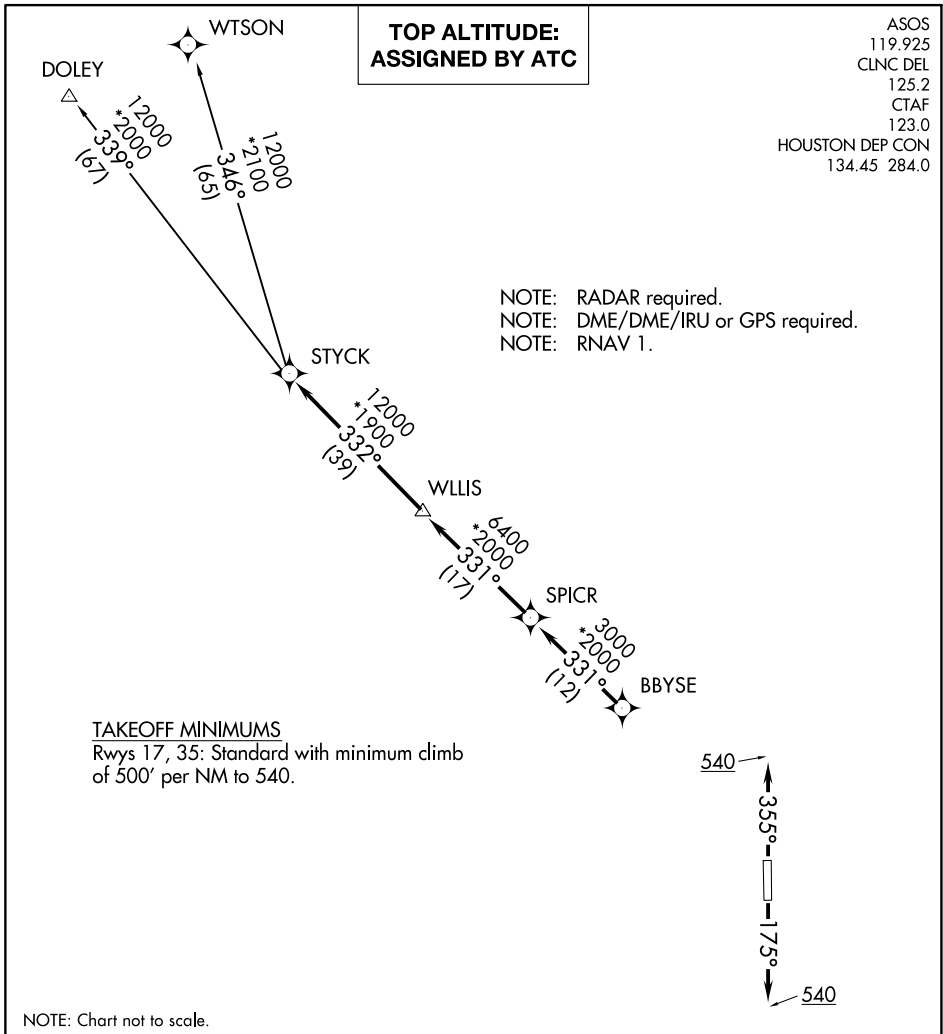 TOP ALTITUDE:
ASSIGNED BY ATC
ASOS
119.925
CLNC DEL
125.2
CTAF
123.0
HOUSTON DEP CON
134.45 284.0
WTSON
DOLEY
12000
*2000
339°
(67)
12000
*2100
346°
(65)
NOTE: RADAR required.
NOTE: DME/DME/IRU or GPS required.
NOTE: RNAV 1.
STYCK
12000
*1900
332°
(39)
WLLIS
6400
*2000
331°
(17)
SPICR
3000
*2000
331°
(12)
BBYSE
TAKEOFF MINIMUMS
Rwys 17, 35: Standard with minimum climb
of 500' per NM to 540.
540
355°
175°
540
NOTE: Chart not to scale.